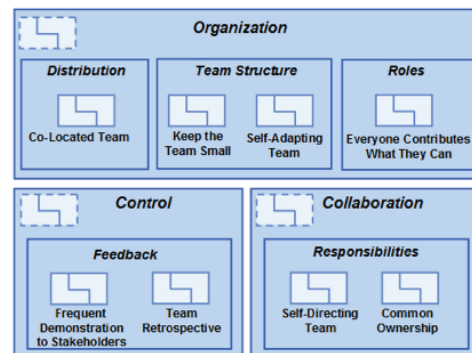 Organization
Distribution
Team Structure
Roles
Co-Located Team
Keep the
Team Small
Self-Adapting
Team
Everyone Contributes
What They Can
Control
Collaboration
Feedback
Responsibilities
Frequent
Demonstration
to Stakeholders
Team
Retrospective
Self-Directing
Team
Common
Ownership